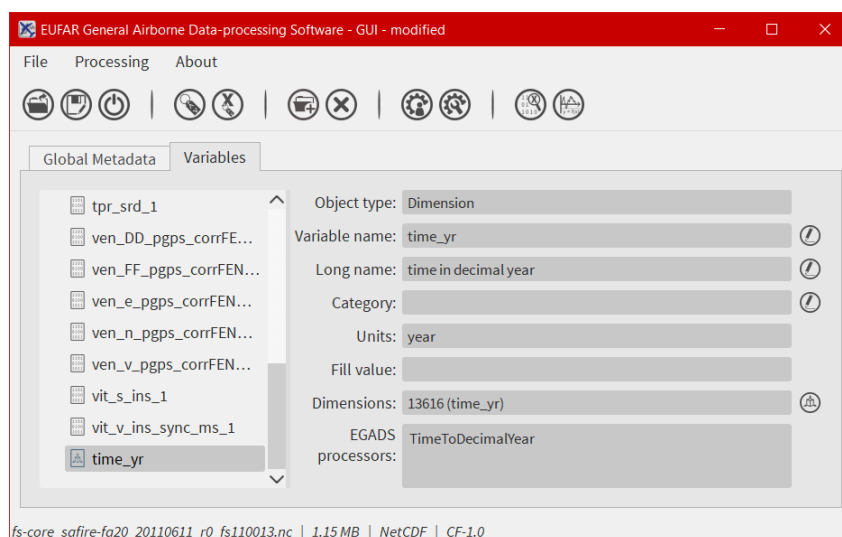 EUFAR General Airborne Data-processing Software - GUI - modified
File Processing About
Global Metadata Variables
tpr_srd_1
ven_DD_pgps_corrFE...
ven_FF_pgps_corrFEN...
ven_e_pgps_corrFEN...
ven_n_pgps_corrFEN...
ven_v_pgps_corrFEN...
vit_s_ins_1
vit_v_ins_sync_ms_1
time_yr
Object type: Dimension
Variable name: time_yr
Long name: time in decimal year
Category:
Units: year
Fill value:
Dimensions: 13616 (time_yr)
EGADS
processors:
TimeToDecimalYear
fs-core_safire-fa20_20110611_r0_fs110013.nc | 1.15 MB | NetCDF | CF-1.0